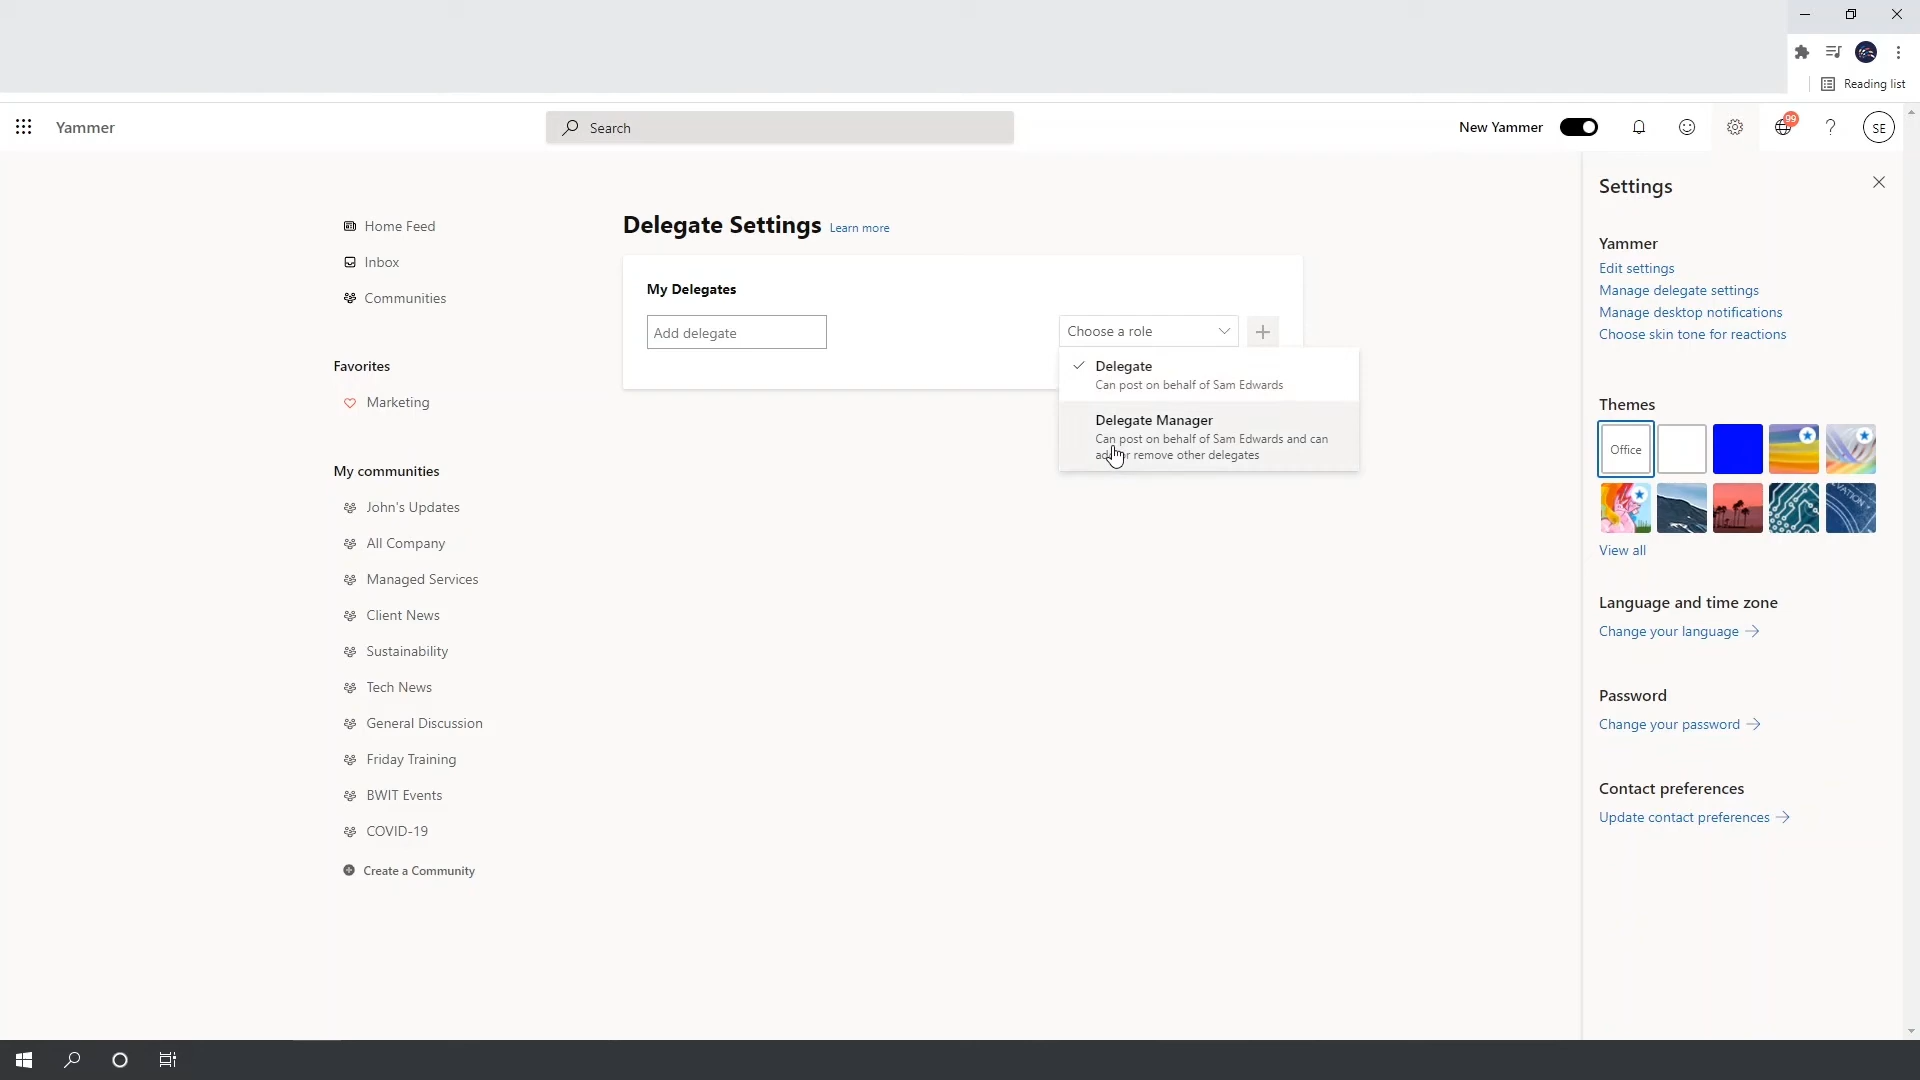 Reading list
Yammer
Search
New Yammer
99
SE
Home Feed
Inbox
Communities
Favorites
Marketing
My communities
John's Updates
All Company
Managed Services
Client News
Sustainability
Tech News
General Discussion
Friday Training
BWIT Events
COVID-19
Create a Community
Delegate Settings Learn more
My Delegates
Add delegate
Choose a role
Delegate
Can post on behalf of Sam Edwards
Delegate Manager
Can post on behalf of Sam Edwards and can
or remove other delegates
Settings
Yammer
Edit settings
Manage delegate settings
Manage desktop notifications
Choose skin tone for reactions
Themes
Office
View all
Language and time zone
Change your language
Password
Change your password
Contact preferences
Update contact preferences